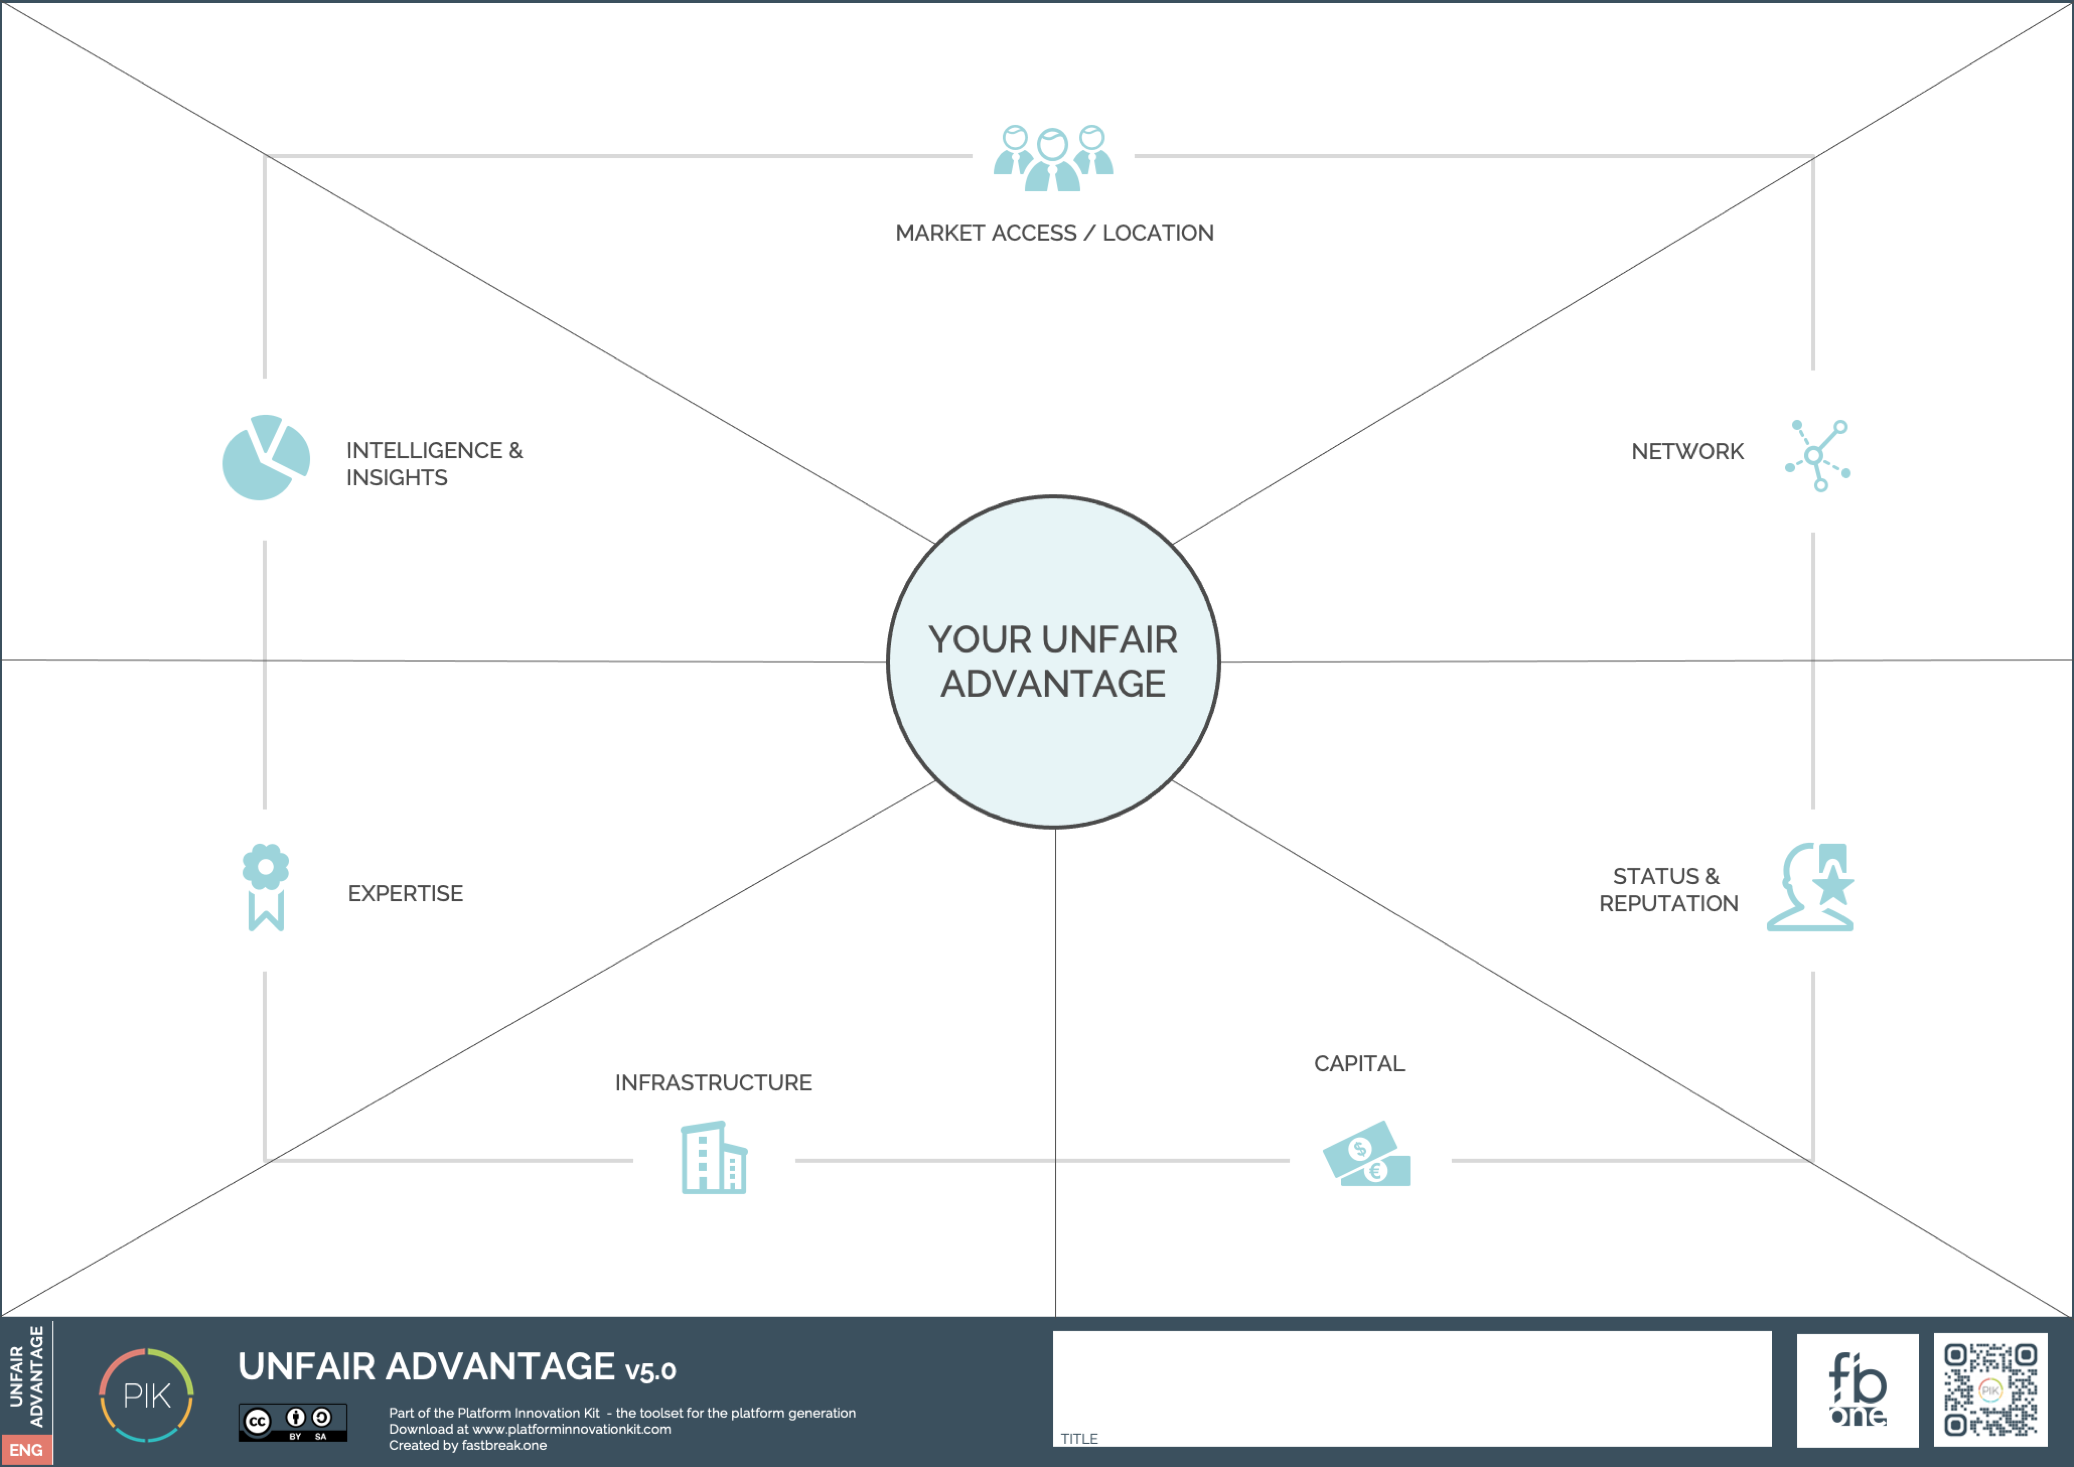 MARKET ACCESS / LOCATION
INTELLIGENCE &
INSIGHTS
NETWORK
YOUR UNFAIR
ADVANTAGE
EXPERTISE
STATUS &
REPUTATION
INFRASTRUCTURE
CAPITAL
$
€
UNFAIR
ADVANTAGE
ENG
PIK
UNFAIR ADVANTAGE v5.0
cc
BY SA
Part of the Platform Innovation Kit - the toolset for the platform generation
Download at www.platforminnovationkit.com
Created by fastbreak.one
TITLE
fb
one
PIK